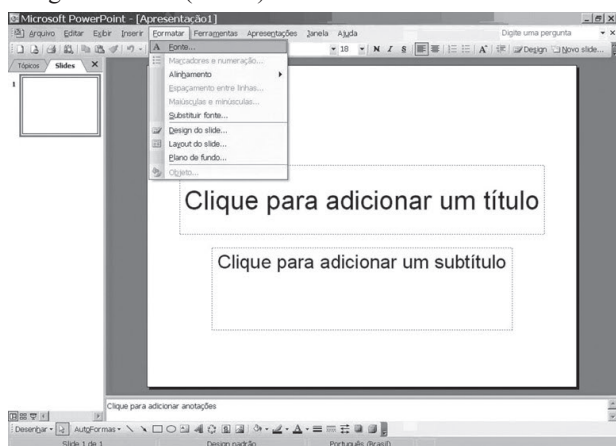 Microsoft PowerPoint - [Apresentação1]
Arquivo Editar Exibir Inserir Formatar Ferramentas Apresentações Janela Ajuda Digite uma pergunta
18 N I S Design Novo slide...
Tópicos Slides
1
Fonte...
Marcadores e numeração...
Alinhamento
Espaçamento entre linhas...
Maiúsculas e minúsculas...
Substituir fonte...
Design do slide...
Layout do slide...
Plano de fundo...
Objeto...
Clique para adicionar um título
Clique para adicionar um subtítulo
Clique para adicionar anotações
Desenhar AutoFormas
Slide 1 de 1 Design padrão Português (Brasil)